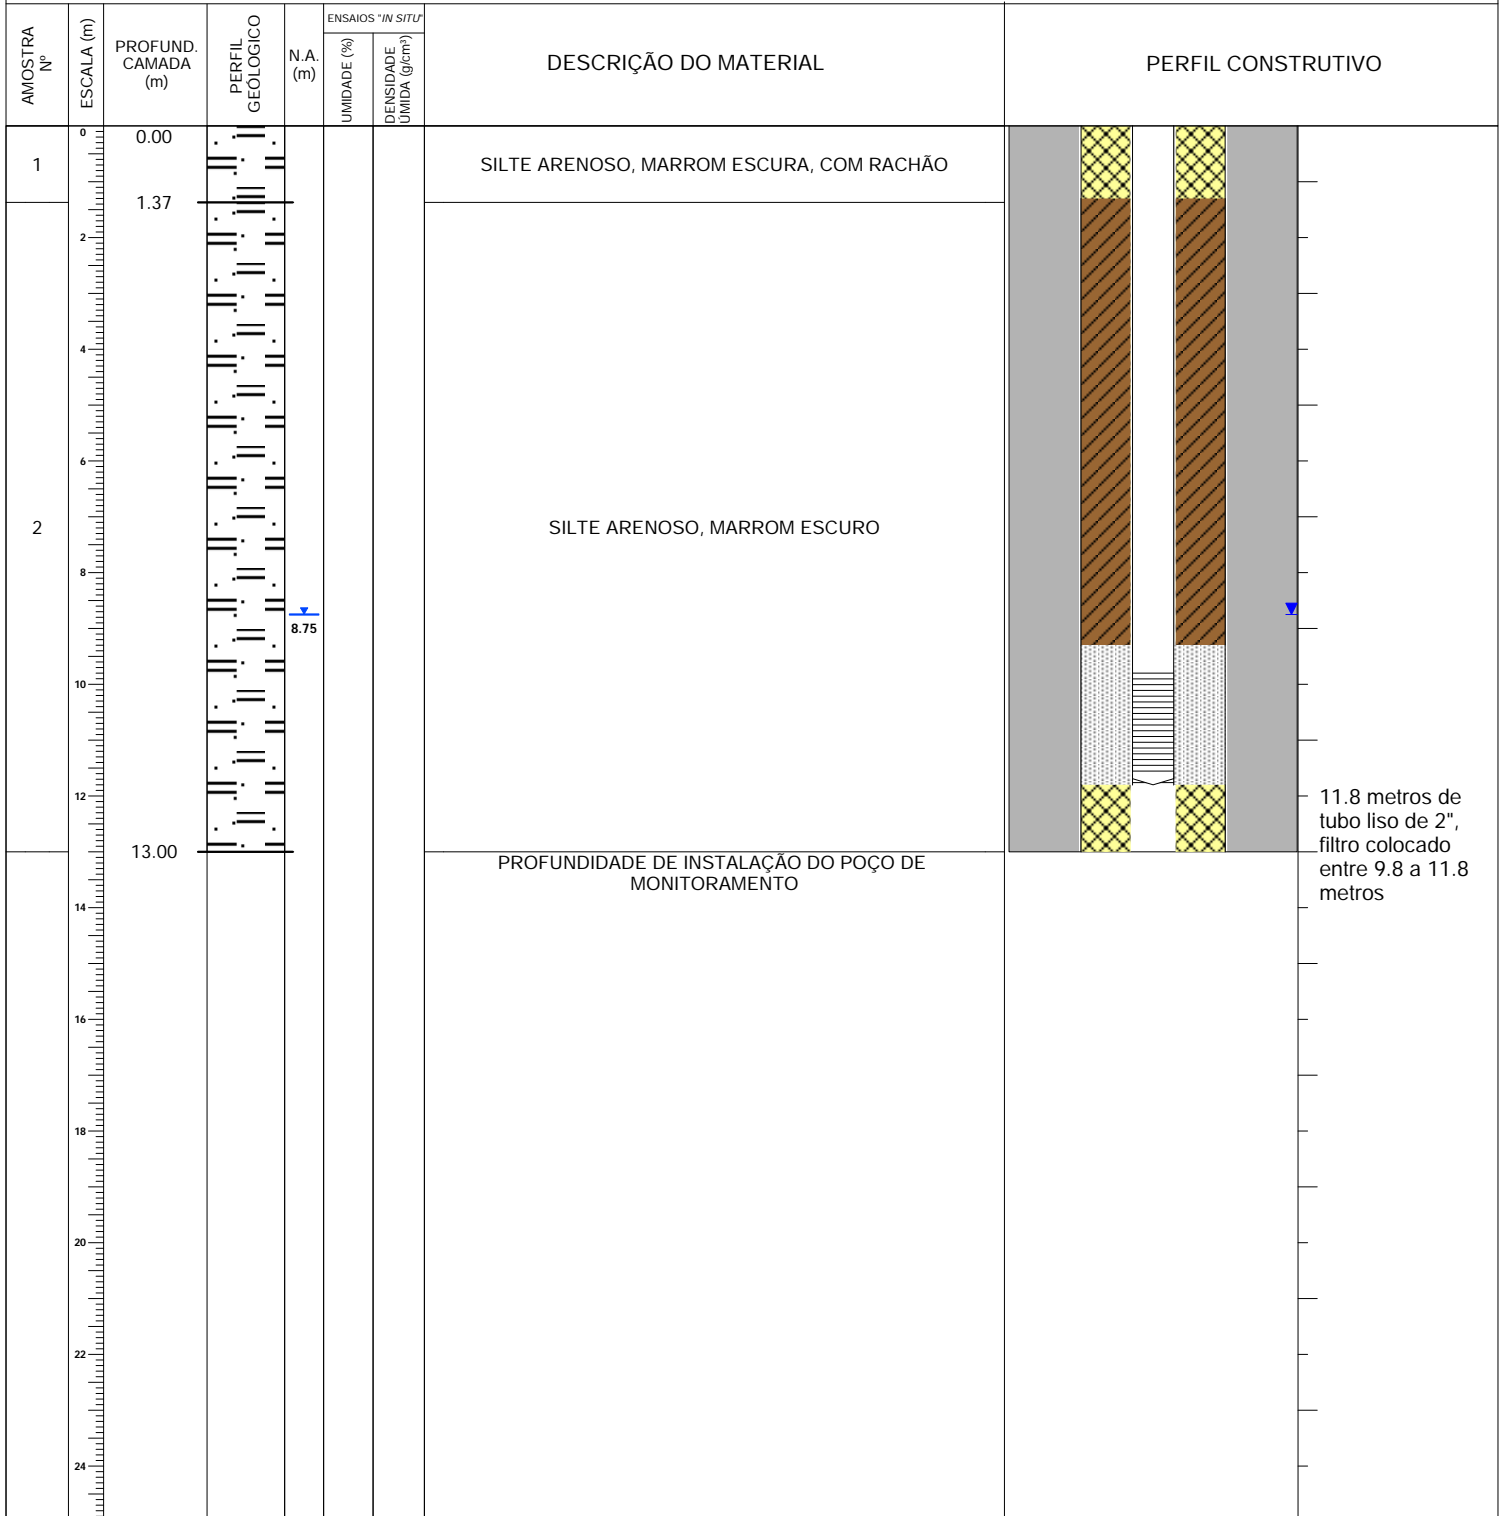 AMOSTRA
Nº
ESCALA (m)
PROFUND.
CAMADA
(m)
PERFIL
GEÓLOGICO
N.A.
(m)
ENSAIOS "IN SITU"
UMIDADE (%)
DENSIDADE
ÚMIDA (g/cm³)
DESCRIÇÃO DO MATERIAL
PERFIL CONSTRUTIVO
0
0.00
1
SILTE ARENOSO, MARROM ESCURA, COM RACHÃO
1.37
2
4
6
2
SILTE ARENOSO, MARROM ESCURO
8
8.75
10
12
11.8 metros de
tubo liso de 2",
filtro colocado
entre 9.8 a 11.8
metros
13.00
PROFUNDIDADE DE INSTALAÇÃO DO POÇO DE
MONITORAMENTO
14
16
18
20
22
24